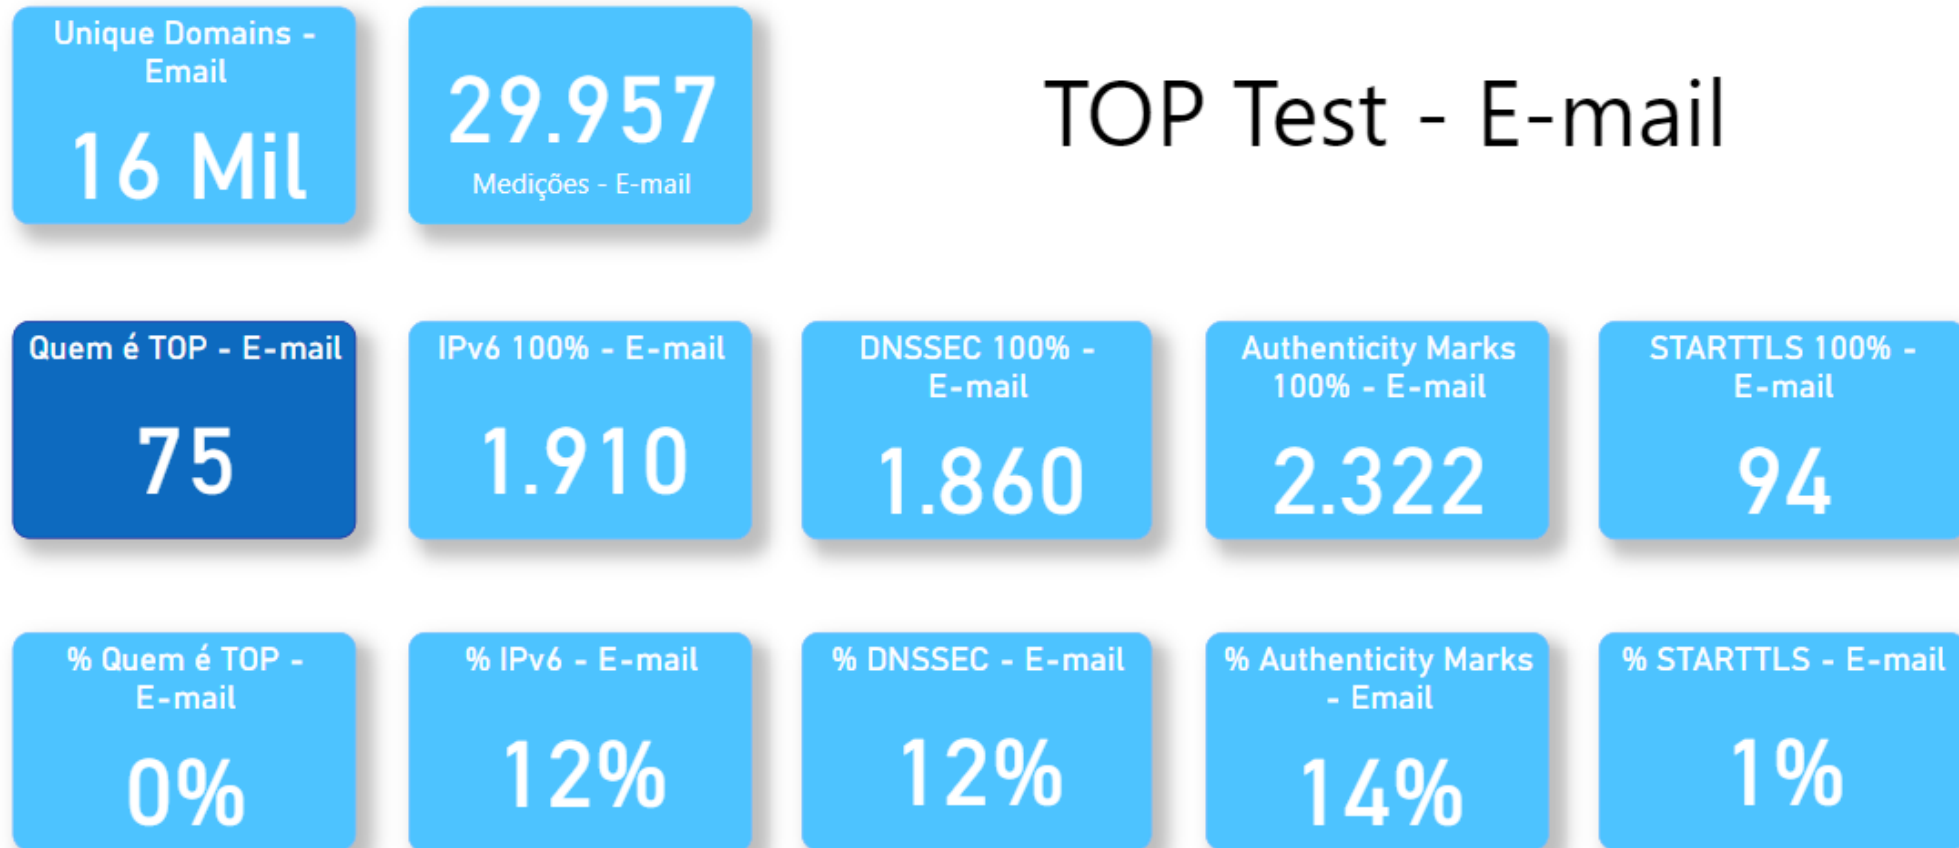 Unique Domains -
Email
16 Mil
29.957
Medições - E-mail
TOP Test - E-mail
Quem é TOP - E-mail
75
IPv6 100% - E-mail
1.910
DNSSEC 100% -
E-mail
1.860
Authenticity Marks
100% - E-mail
2.322
STARTTLS 100% -
E-mail
94
% Quem é TOP -
E-mail
0%
% IPv6 - E-mail
12%
% DNSSEC - E-mail
12%
% Authenticity Marks
- Email
14%
% STARTTLS - E-mail
1%